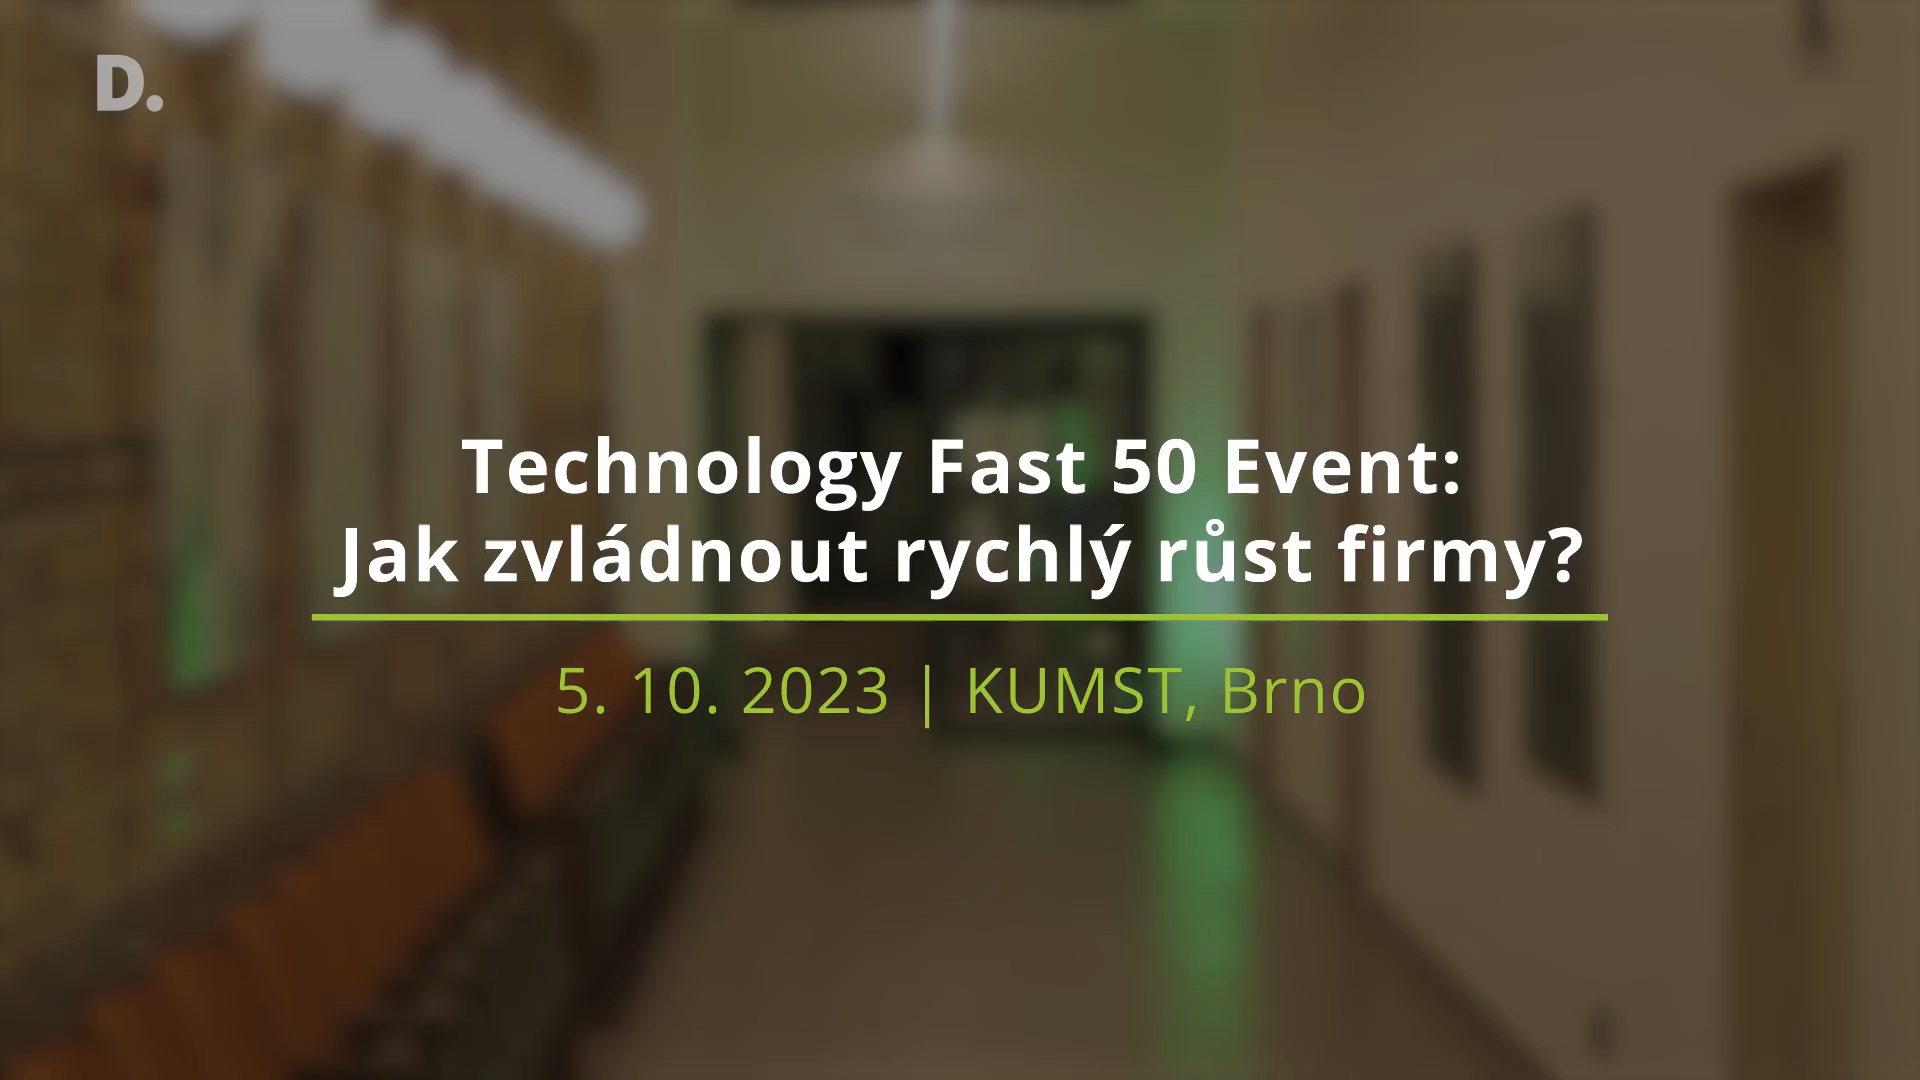 D.
Technology Fast 50 Event:
Jak zvládnout rychlý růst firmy?
5. 10. 2023 | KUMST, Brno